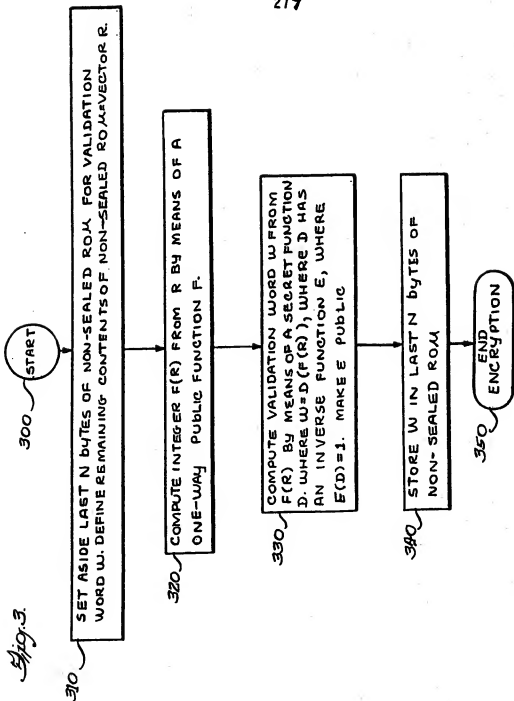 219
Fig.3.
300
START
310
SET ASIDE LAST N bYTES OF NON-SEALED ROM FOR VALIDATION
WORD W. DEFINE REMAINING CONTENTS OF NON-SEALED ROM=VECTOR R.
320
COMPUTE INTEGER F(R) FROM R BY MEANS OF A
ONE-WAY PUBLIC FUNCTION F.
330
COMPUTE VALIDATION WORD W FROM
F(R) BY MEANS OF A SECRET FUNCTION
D. WHERE W=D(F(R)), WHERE D HAS
AN INVERSE FUNCTION E, WHERE
E(D)=1. MAKE E PUBLIC
340
STORE W IN LAST N bYTES OF
NON-SEALED ROM
350
END
ENCRYPTION